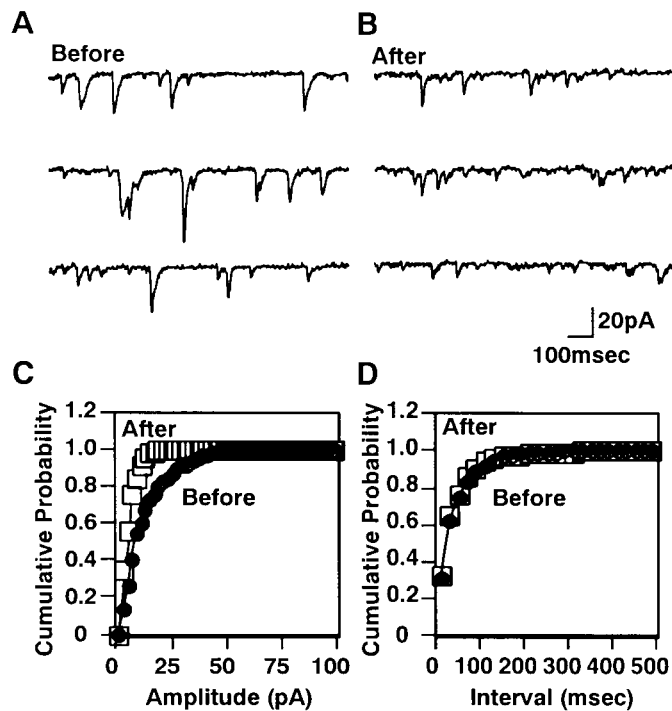 A
B
Before
After
20pA
100msec
C
D
1.2
1.0
0.8
0.6
0.4
0.2
0
Cumulative Probability
After
Before
0
25
50
75
100
Amplitude (pA)
1.2
1.0
0.8
0.6
0.4
0.2
0
Cumulative Probability
After
Before
0
100
200
300
400
500
Interval (msec)